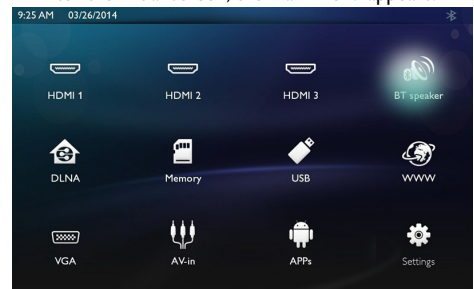 9:25 AM 03/26/2014
HDMI 1 HDMI 2 HDMI 3 BT speaker
DLNA Memory USB WWW
VGA AV-in APPs Settings